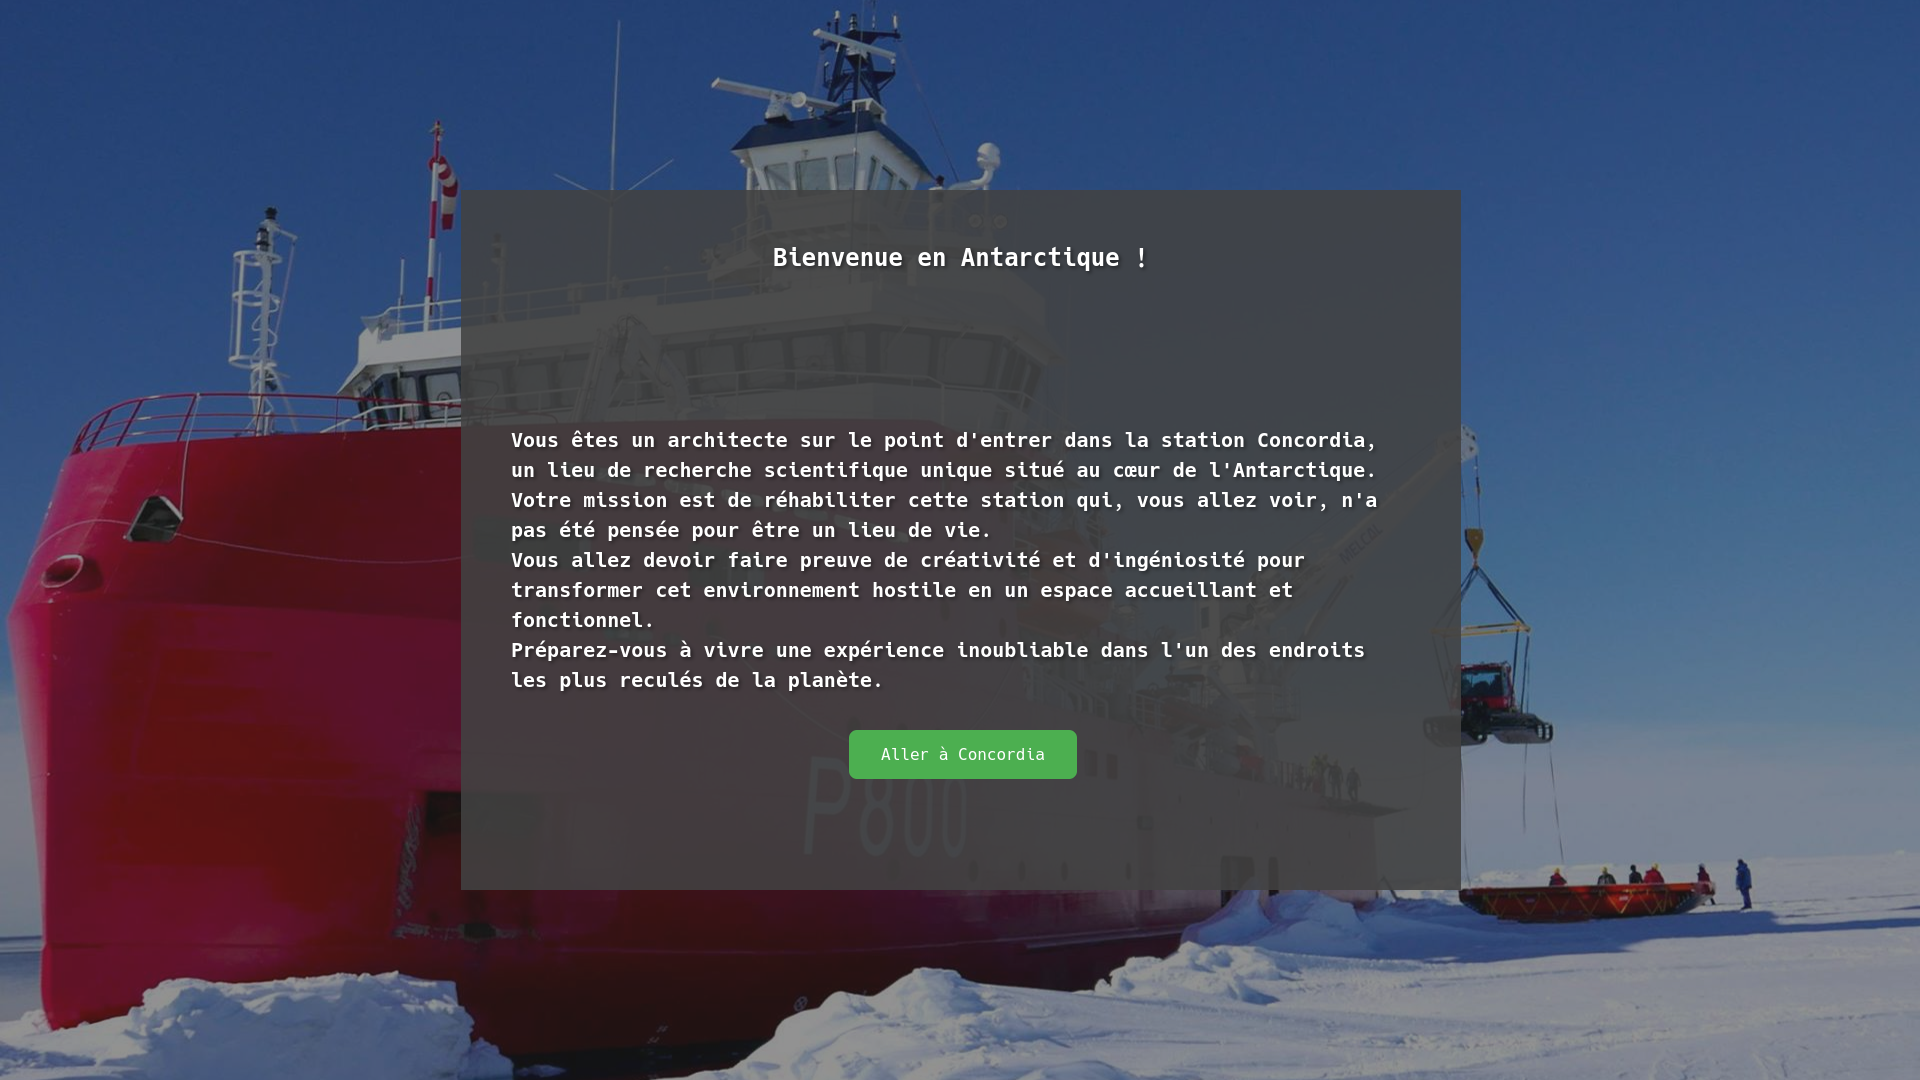 Bienvenue en Antarctique !
Vous êtes un architecte sur le point d'entrer dans la station Concordia,
un lieu de recherche scientifique unique situé au cœur de l'Antarctique.
Votre mission est de réhabiliter cette station qui, vous allez voir, n'a
pas été pensée pour être un lieu de vie.
Vous allez devoir faire preuve de créativité et d'ingéniosité pour
transformer cet environnement hostile en un espace accueillant et
fonctionnel.
Préparez-vous à vivre une expérience inoubliable dans l'un des endroits
les plus reculés de la planète.
Aller à Concordia
P800